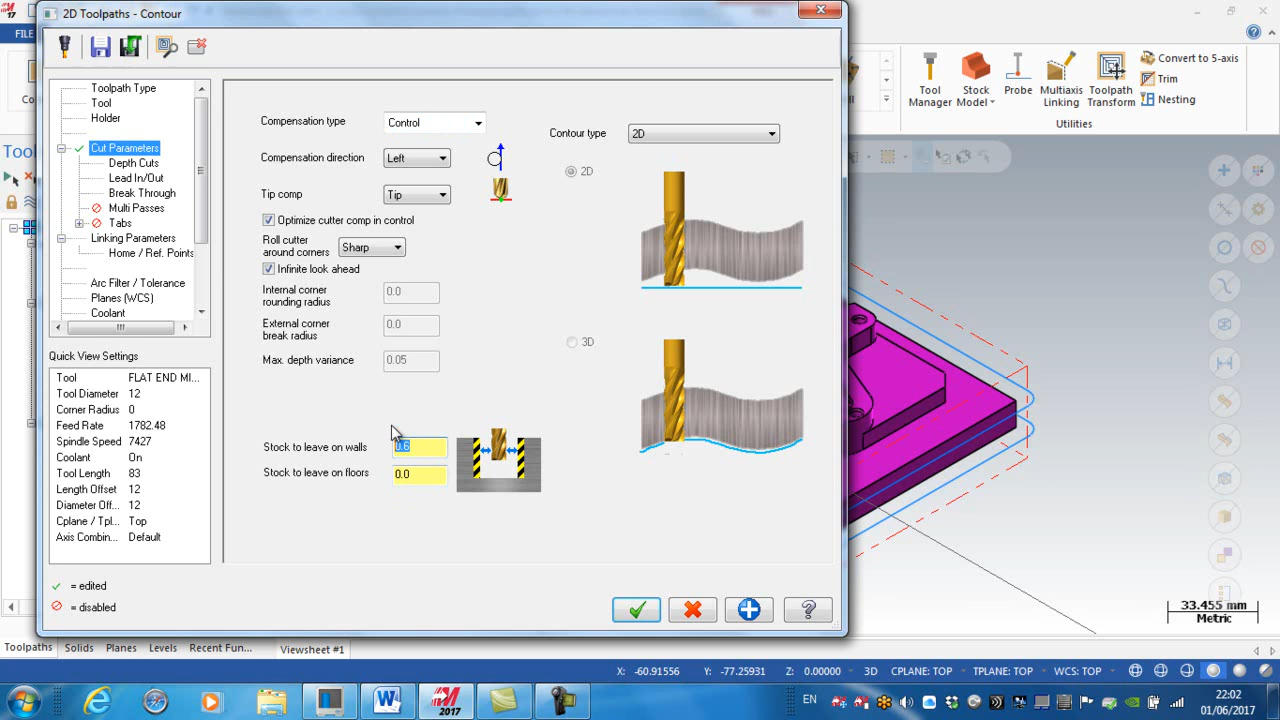 2017
2D Toolpaths - Contour
FILE
Toolpath Type
Tool
Holder
Cut Parameters
Depth Cuts
Lead In/Out
Break Through
Multi Passes
Tabs
Linking Parameters
Home / Ref. Points
Arc Filter / Tolerance
Planes (WCS)
Coolant
Quick View Settings
Tool FLAT END MI...
Tool Diameter 12
Corner Radius 0
Feed Rate 1782.48
Spindle Speed 7427
Coolant On
Tool Length 83
Length Offset 12
Diameter Off... 12
Cplane / Tpl... Top
Axis Combin... Default
= edited
= disabled
Compensation type Control
Compensation direction Left
Tip comp Tip
Optimize cutter comp in control
Roll cutter
around corners Sharp
Infinite look ahead
Internal corner
rounding radius 0.0
External corner
break radius 0.0
Max. depth variance 0.05
Stock to leave on walls 0.6
Stock to leave on floors 0.0
Contour type 2D
2D
3D
Tool
Manager
Stock
Model
Probe
Multiaxis
Linking
Toolpath
Transform
Convert to 5-axis
Trim
Nesting
Utilities
33.455 mm
Metric
Toolpaths Solids Planes Levels Recent Fun... Viewsheet #1
X: -60.91556 Y: -77.25931 Z: 0.00000 3D CPLANE: TOP TPLANE: TOP WCS: TOP
2017
EN
22:02
01/06/2017